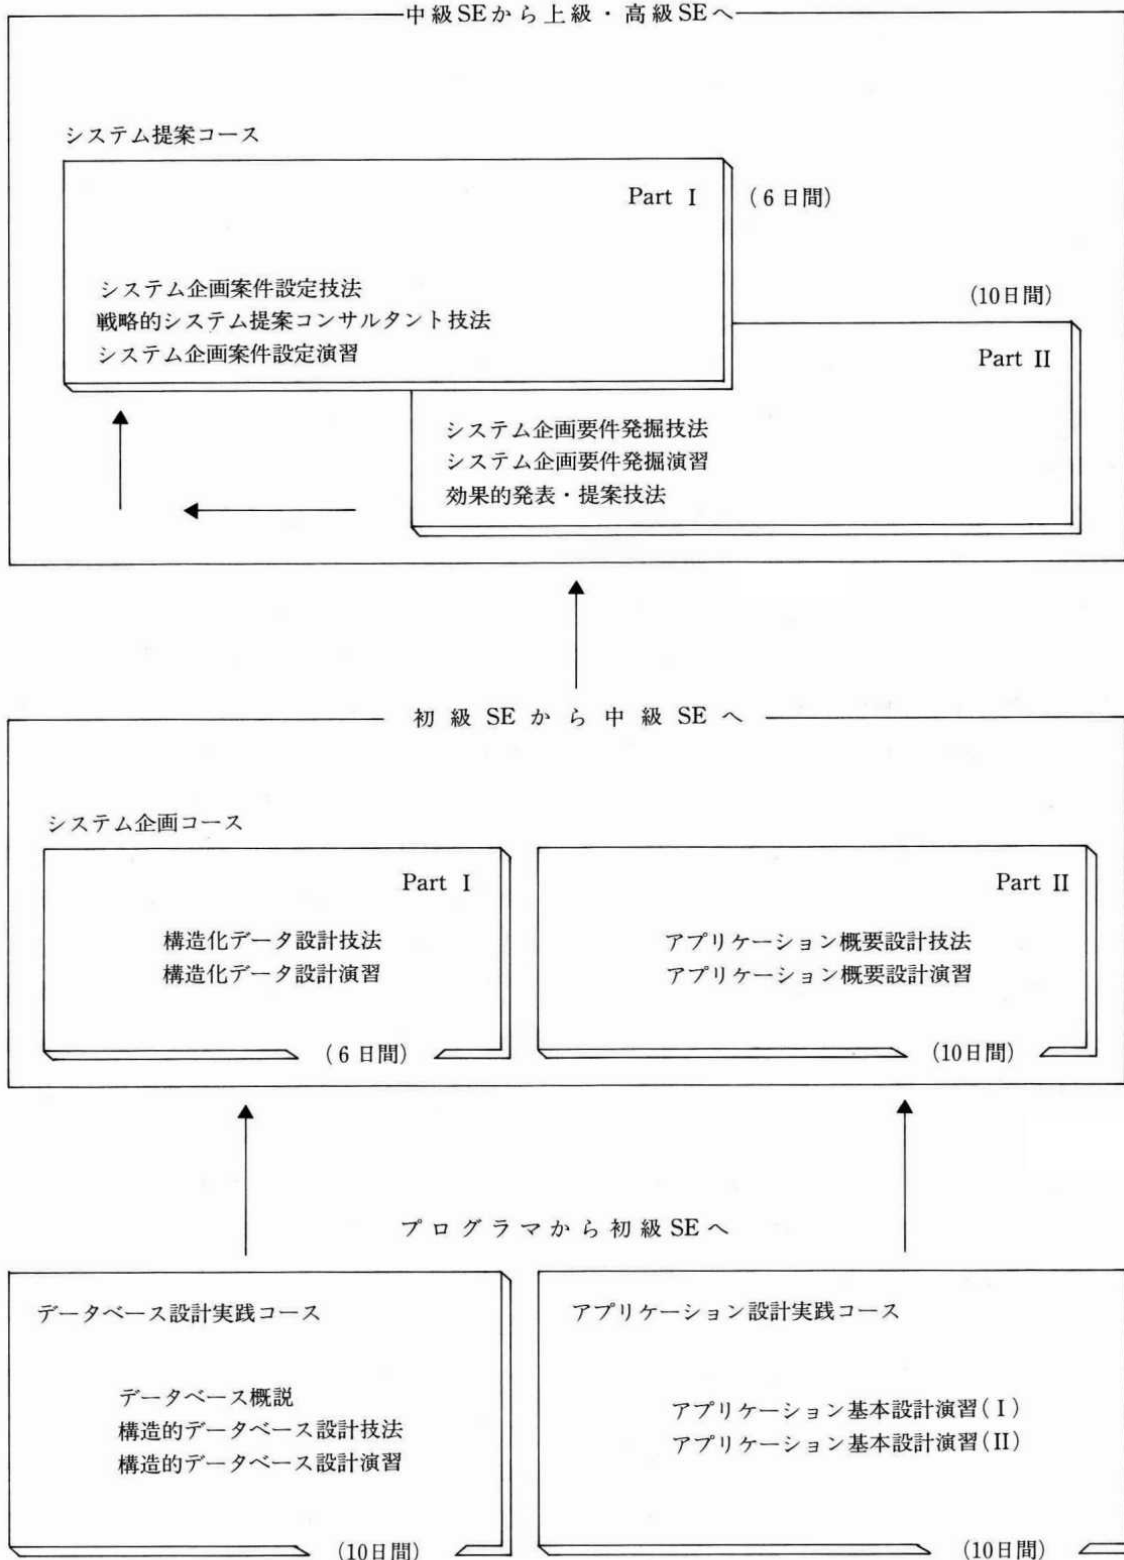 中級SEから上級・高級SEへ
システム提案コース
Part I
(6日間)
システム企画案件設定技法
戦略的システム提案コンサルタント技法
システム企画案件設定演習
(10日間)
Part II
システム企画要件発掘技法
システム企画要件発掘演習
効果的発表・提案技法
初級SEから中級SEへ
システム企画コース
Part I
構造化データ設計技法
構造化データ設計演習
(6日間)
Part II
アプリケーション概要設計技法
アプリケーション概要設計演習
(10日間)
プログラマから初級SEへ
データベース設計実践コース
データベース概説
構造的データベース設計技法
構造的データベース設計演習
(10日間)
アプリケーション設計実践コース
アプリケーション基本設計演習(I)
アプリケーション基本設計演習(II)
(10日間)